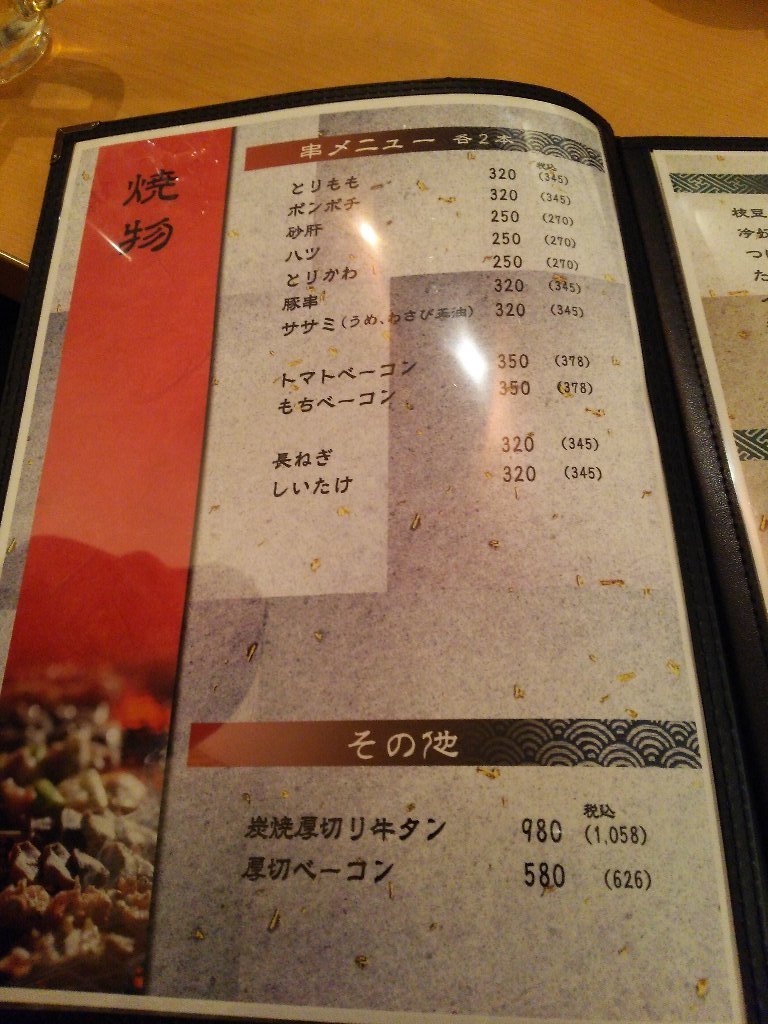 焼物
串メニュー 各2本
税込
とりもも 320 (345)
ボンボチ 320 (345)
砂肝 250 (270)
ハツ 250 (270)
とりかわ 250 (270)
豚串 320 (345)
ササミ(うめ、わさび醤油) 320 (345)
トマトベーコン 350 (378)
もちベーコン 350 (378)
長ねぎ 320 (345)
しいたけ 320 (345)
その他
税込
炭焼厚切り牛タン 980 (1,058)
厚切ベーコン 580 (626)
枝豆